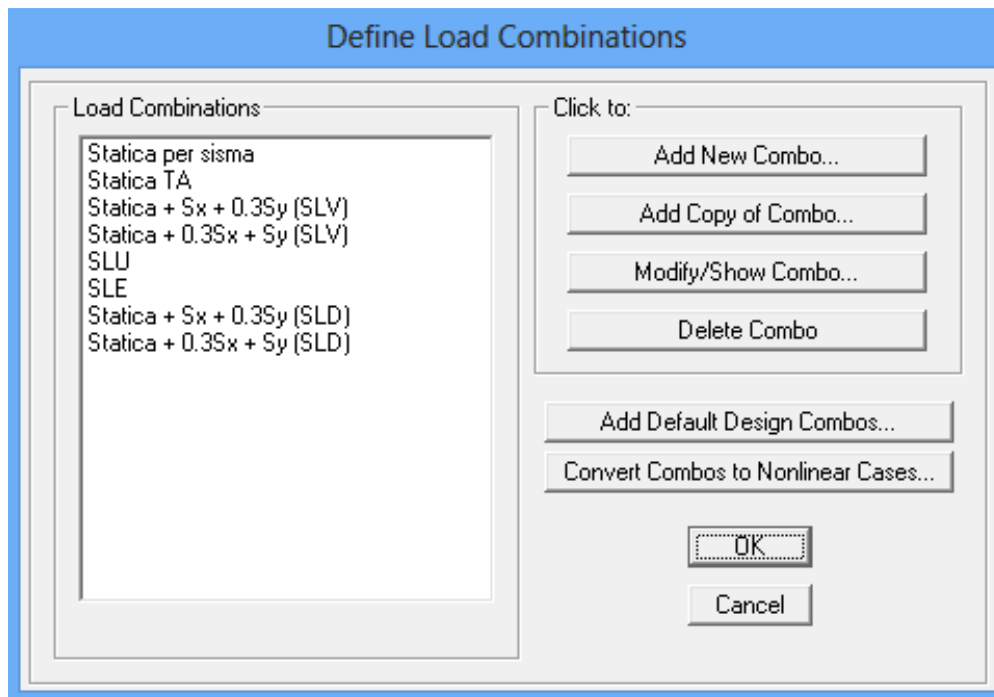 Define Load Combinations
Load Combinations
Statica per sisma
Statica TA
Statica + Sx + 0.3Sy (SLV)
Statica + 0.3Sx + Sy (SLV)
SLU
SLE
Statica + Sx + 0.3Sy (SLD)
Statica + 0.3Sx + Sy (SLD)
Click to:
Add New Combo...
Add Copy of Combo...
Modify/Show Combo...
Delete Combo
Add Default Design Combos...
Convert Combos to Nonlinear Cases...
OK
Cancel